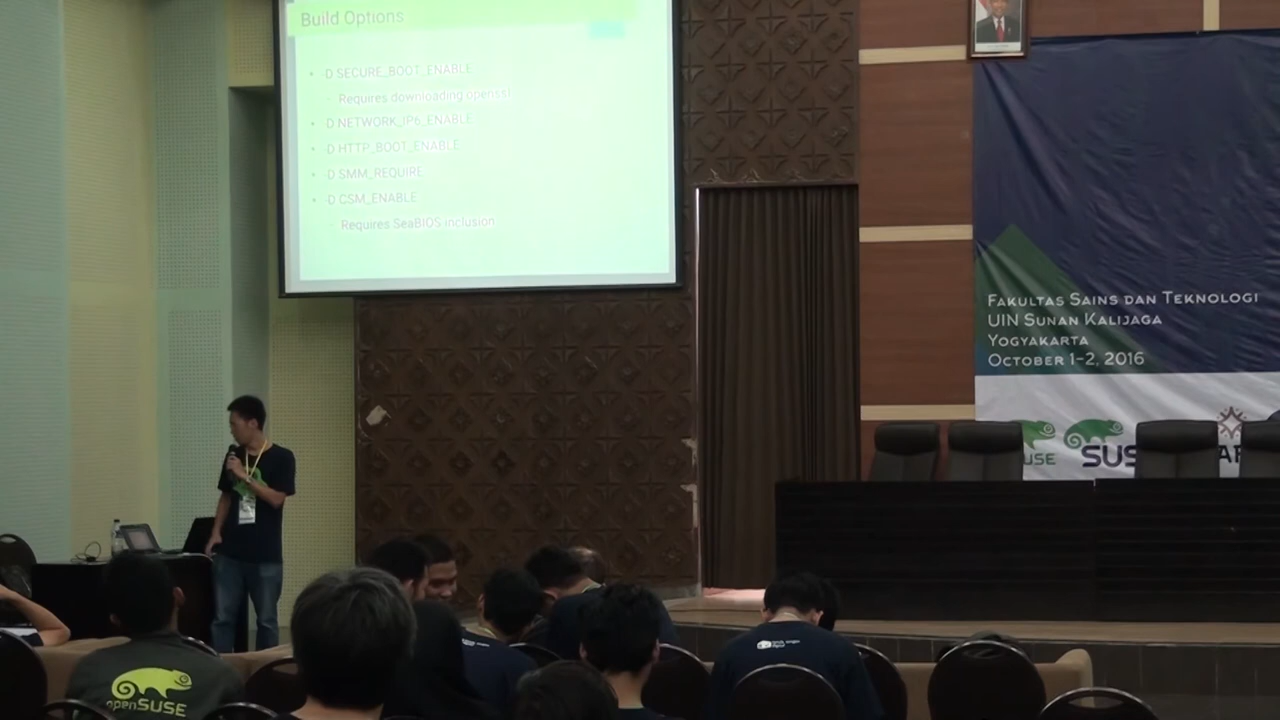 Build Options
-D SECURE_BOOT_ENABLE
Requires downloading openssl
-D NETWORK_IP6_ENABLE
-D HTTP_BOOT_ENABLE
-D SMM_REQUIRE
-D CSM_ENABLE
Requires SeaBIOS inclusion
Fakultas Sains dan Teknologi
UIN Sunan Kalijaga
Yogyakarta
October 1-2, 2016
openSUSE